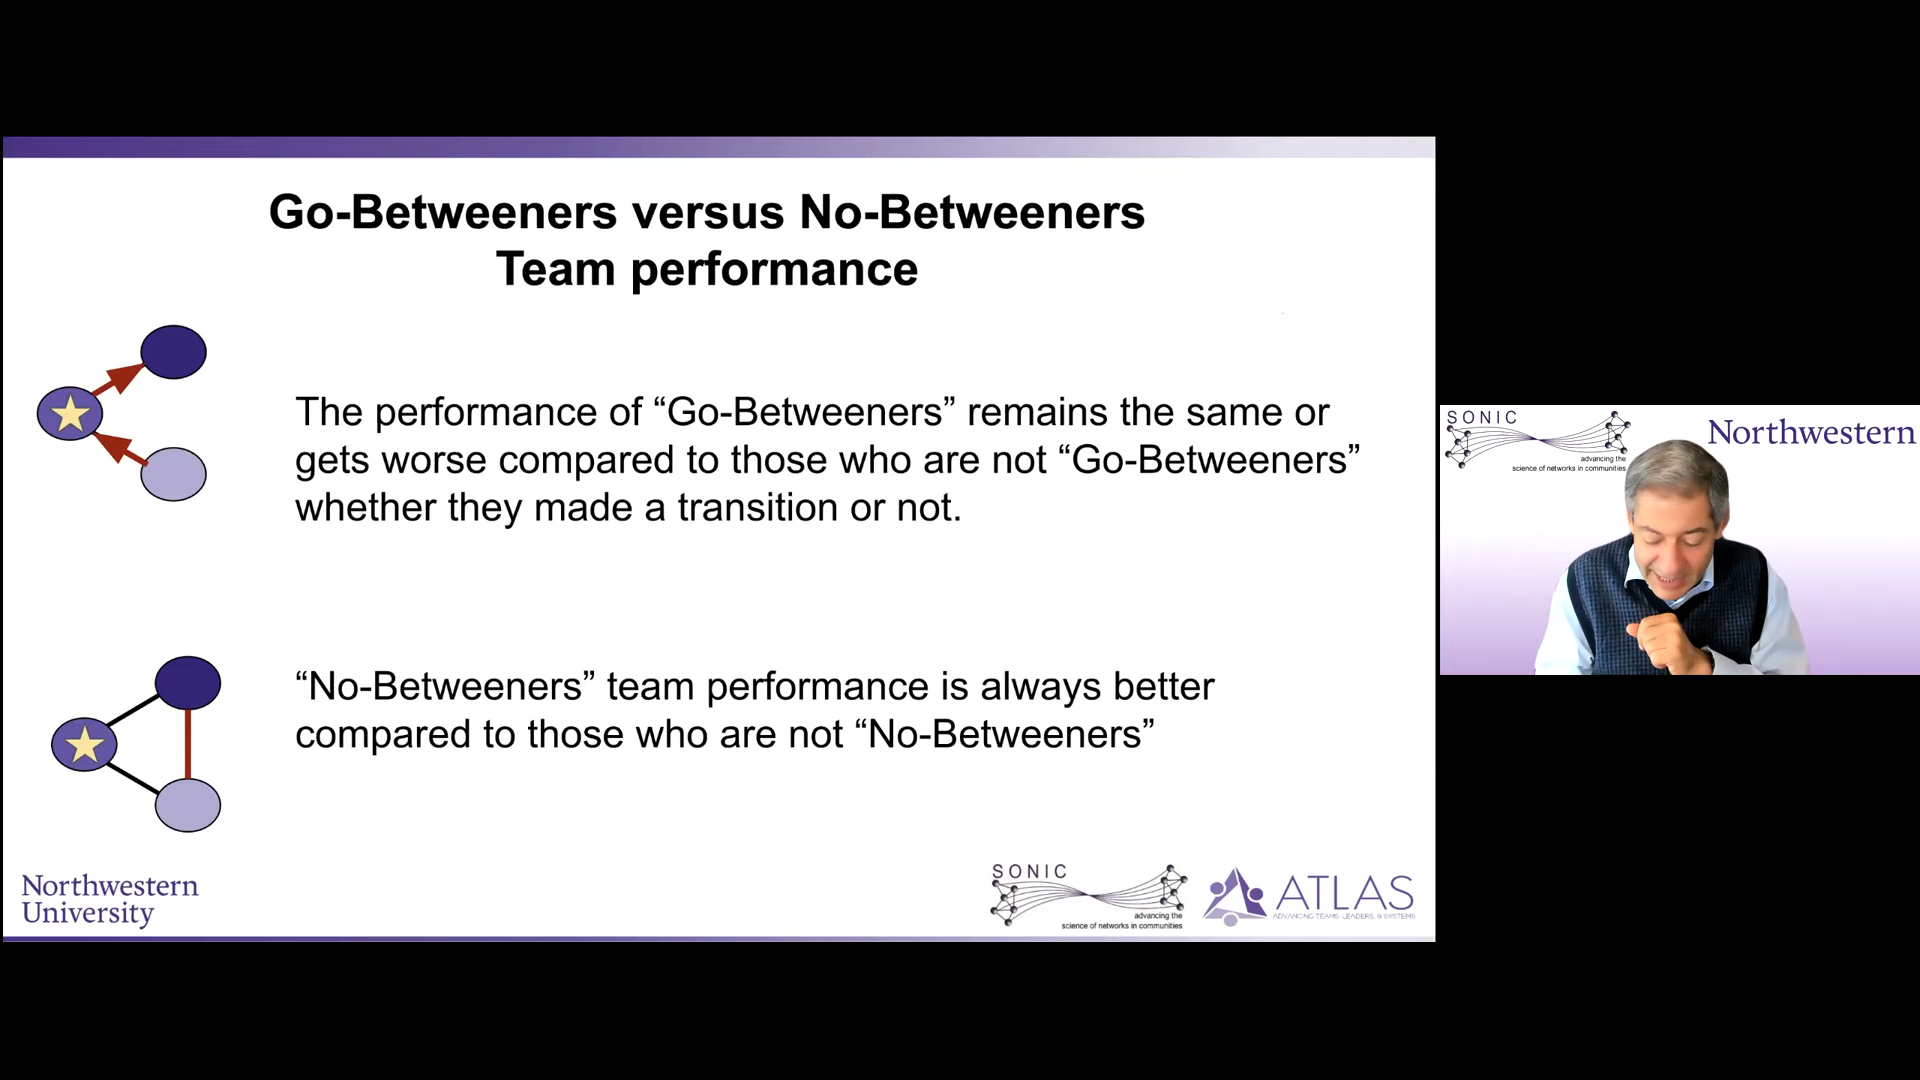 Go-Betweeners versus No-Betweeners
Team performance
The performance of “Go-Betweeners” remains the same or
gets worse compared to those who are not “Go-Betweeners”
whether they made a transition or not.
“No-Betweeners” team performance is always better
compared to those who are not “No-Betweeners”
Northwestern
University
SONIC
advancing the
science of networks in communities
ATLAS
ADVANCING TEAMS, LEADERS, & SYSTEMS
SONIC
advancing the
science of networks in communities
Northwestern